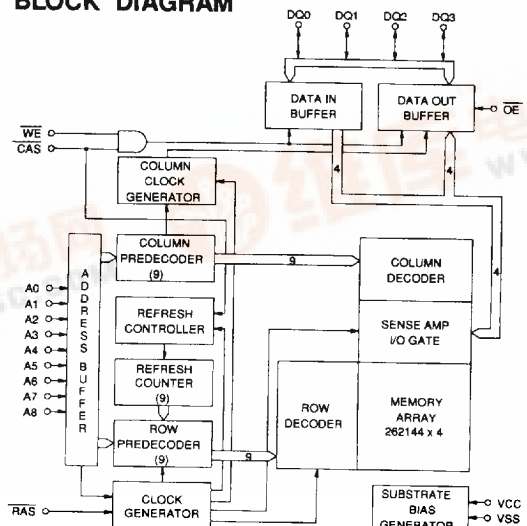 BLOCK DIAGRAM
DQ0 DQ1 DQ2 DQ3
DATA IN
BUFFER
DATA OUT
BUFFER
OE
WE
CAS
4
4
COLUMN
CLOCK
GENERATOR
COLUMN
PREDECODER
(9)
9
COLUMN
DECODER
4
ADDRESS BUFFER
A0
A1
A2
A3
A4
A5
A6
A7
A8
REFRESH
CONTROLLER
SENSE AMP
I/O GATE
REFRESH
COUNTER
(9)
ROW
DECODER
MEMORY
ARRAY
262144 x 4
ROW
PREDECODER
(9)
9
RAS
CLOCK
GENERATOR
SUBSTRATE
BIAS
GENERATOR
VCC
VSS